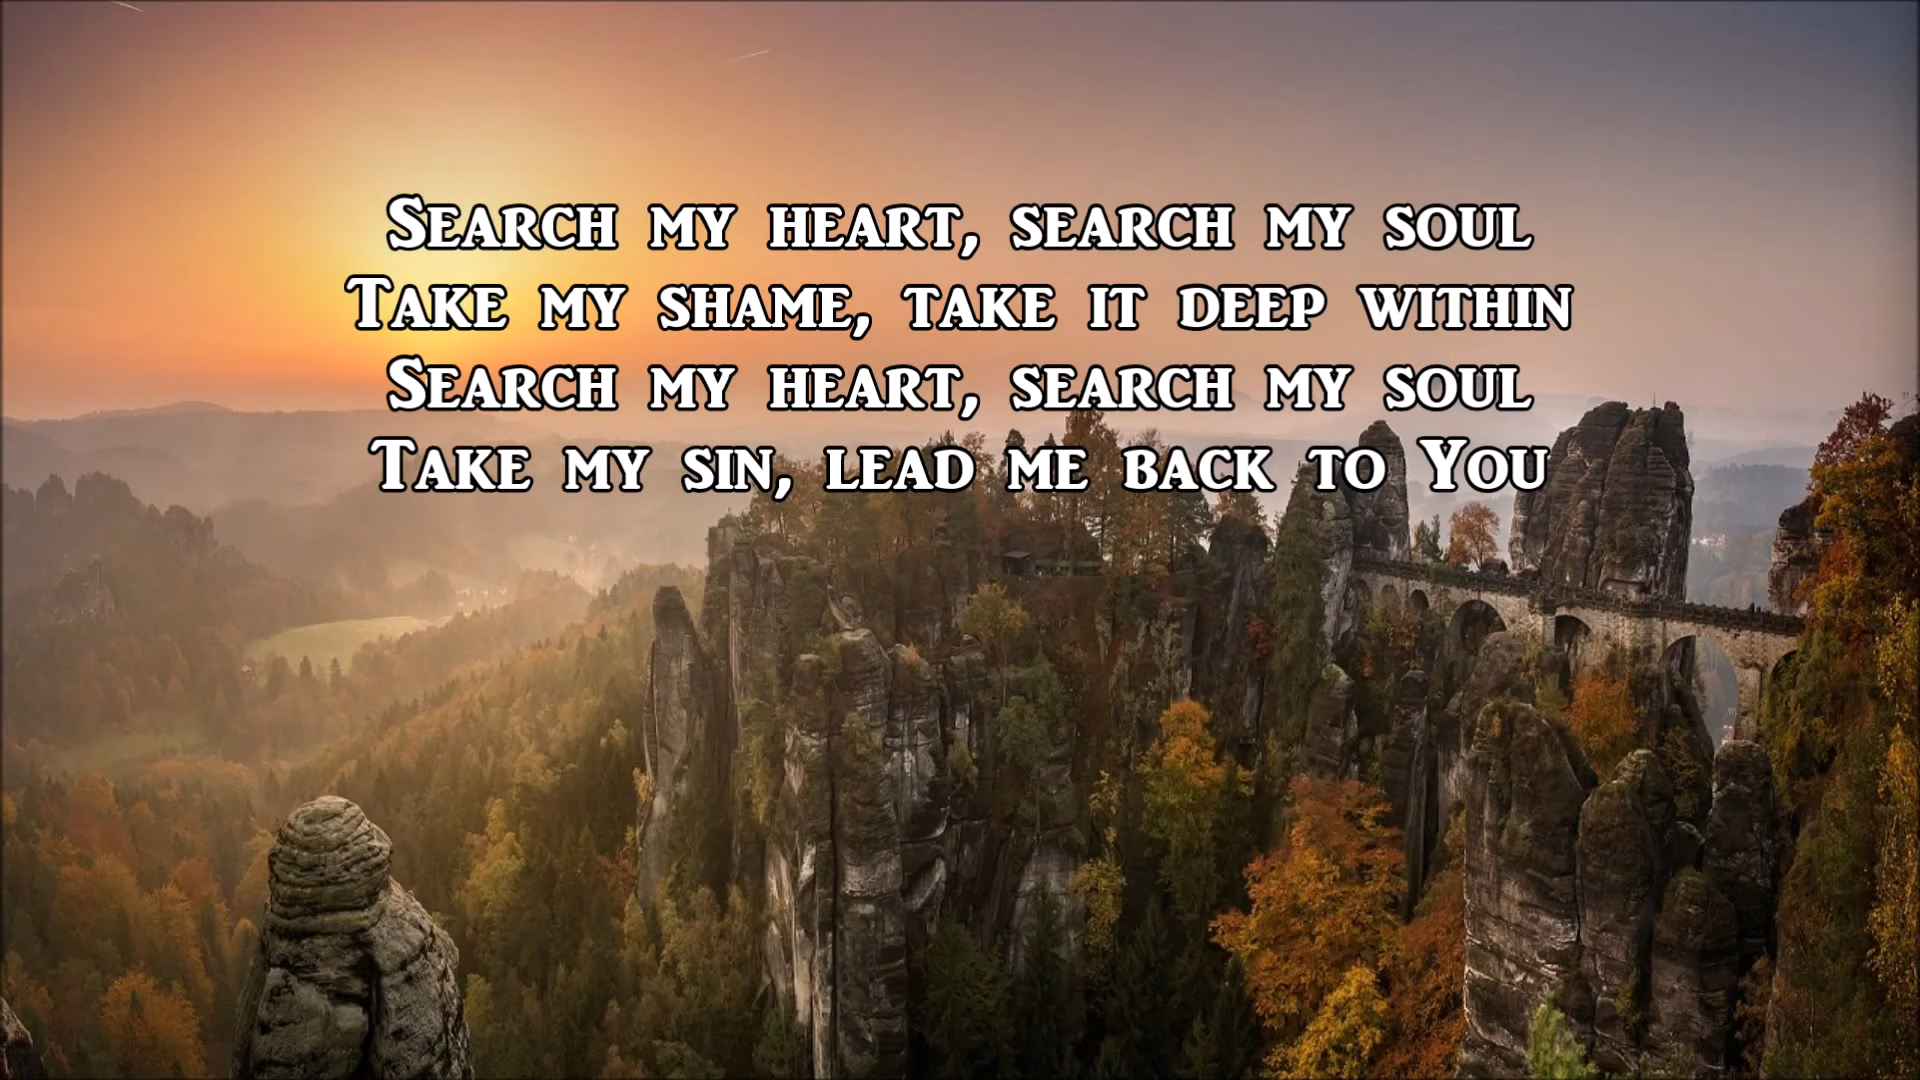 Search my heart, search my soul
Take my shame, take it deep within
Search my heart, search my soul
Take my sin, lead me back to You